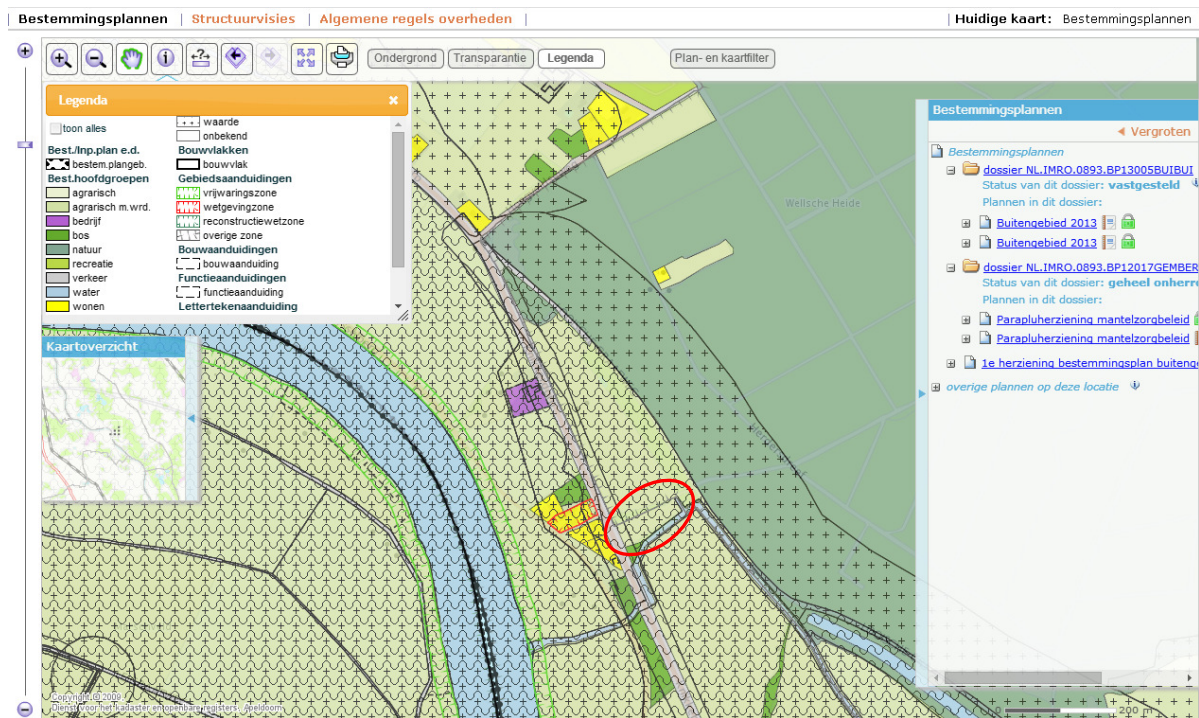 Bestemmingsplannen | Structuurvisies | Algemene regels overheden |
| Huidige kaart: Bestemmingsplannen
Ondergrond Transparantie Legenda Plan- en kaartfilter
Legenda
toon alles
Best./Inp.plan e.d.
bestem.plangeb.
Best.hoofdgroepen
agrarisch
agrarisch m.wrd.
bedrijf
bos
natuur
recreatie
verkeer
water
wonen
waarde
onbekend
Bouwvlakken
bouwvlak
Gebiedsaanduidingen
vrijwaringszone
wetgevingzone
reconstructiewetzone
overige zone
Bouwaanduidingen
bouwaanduiding
Functieaanduidingen
functieaanduiding
Lettertekenaanduiding
Kaartoverzicht
Wellsche Heide
Bestemmingsplannen
Vergroten
Bestemmingsplannen
dossier NL.IMRO.0893.BP13005BUIBUI
Status van dit dossier: vastgesteld
Plannen in dit dossier:
Buitengebied 2013
Buitengebied 2013
dossier NL.IMRO.0893.BP12017GEMBER
Status van dit dossier: geheel onherro
Plannen in dit dossier:
Parapluherziening mantelzorgbeleid
Parapluherziening mantelzorgbeleid
1e herziening bestemmingsplan buitenge
overige plannen op deze locatie
Copyright © 2009
Dienst voor het kadaster en openbare registers - Apeldoorn
0 200 m